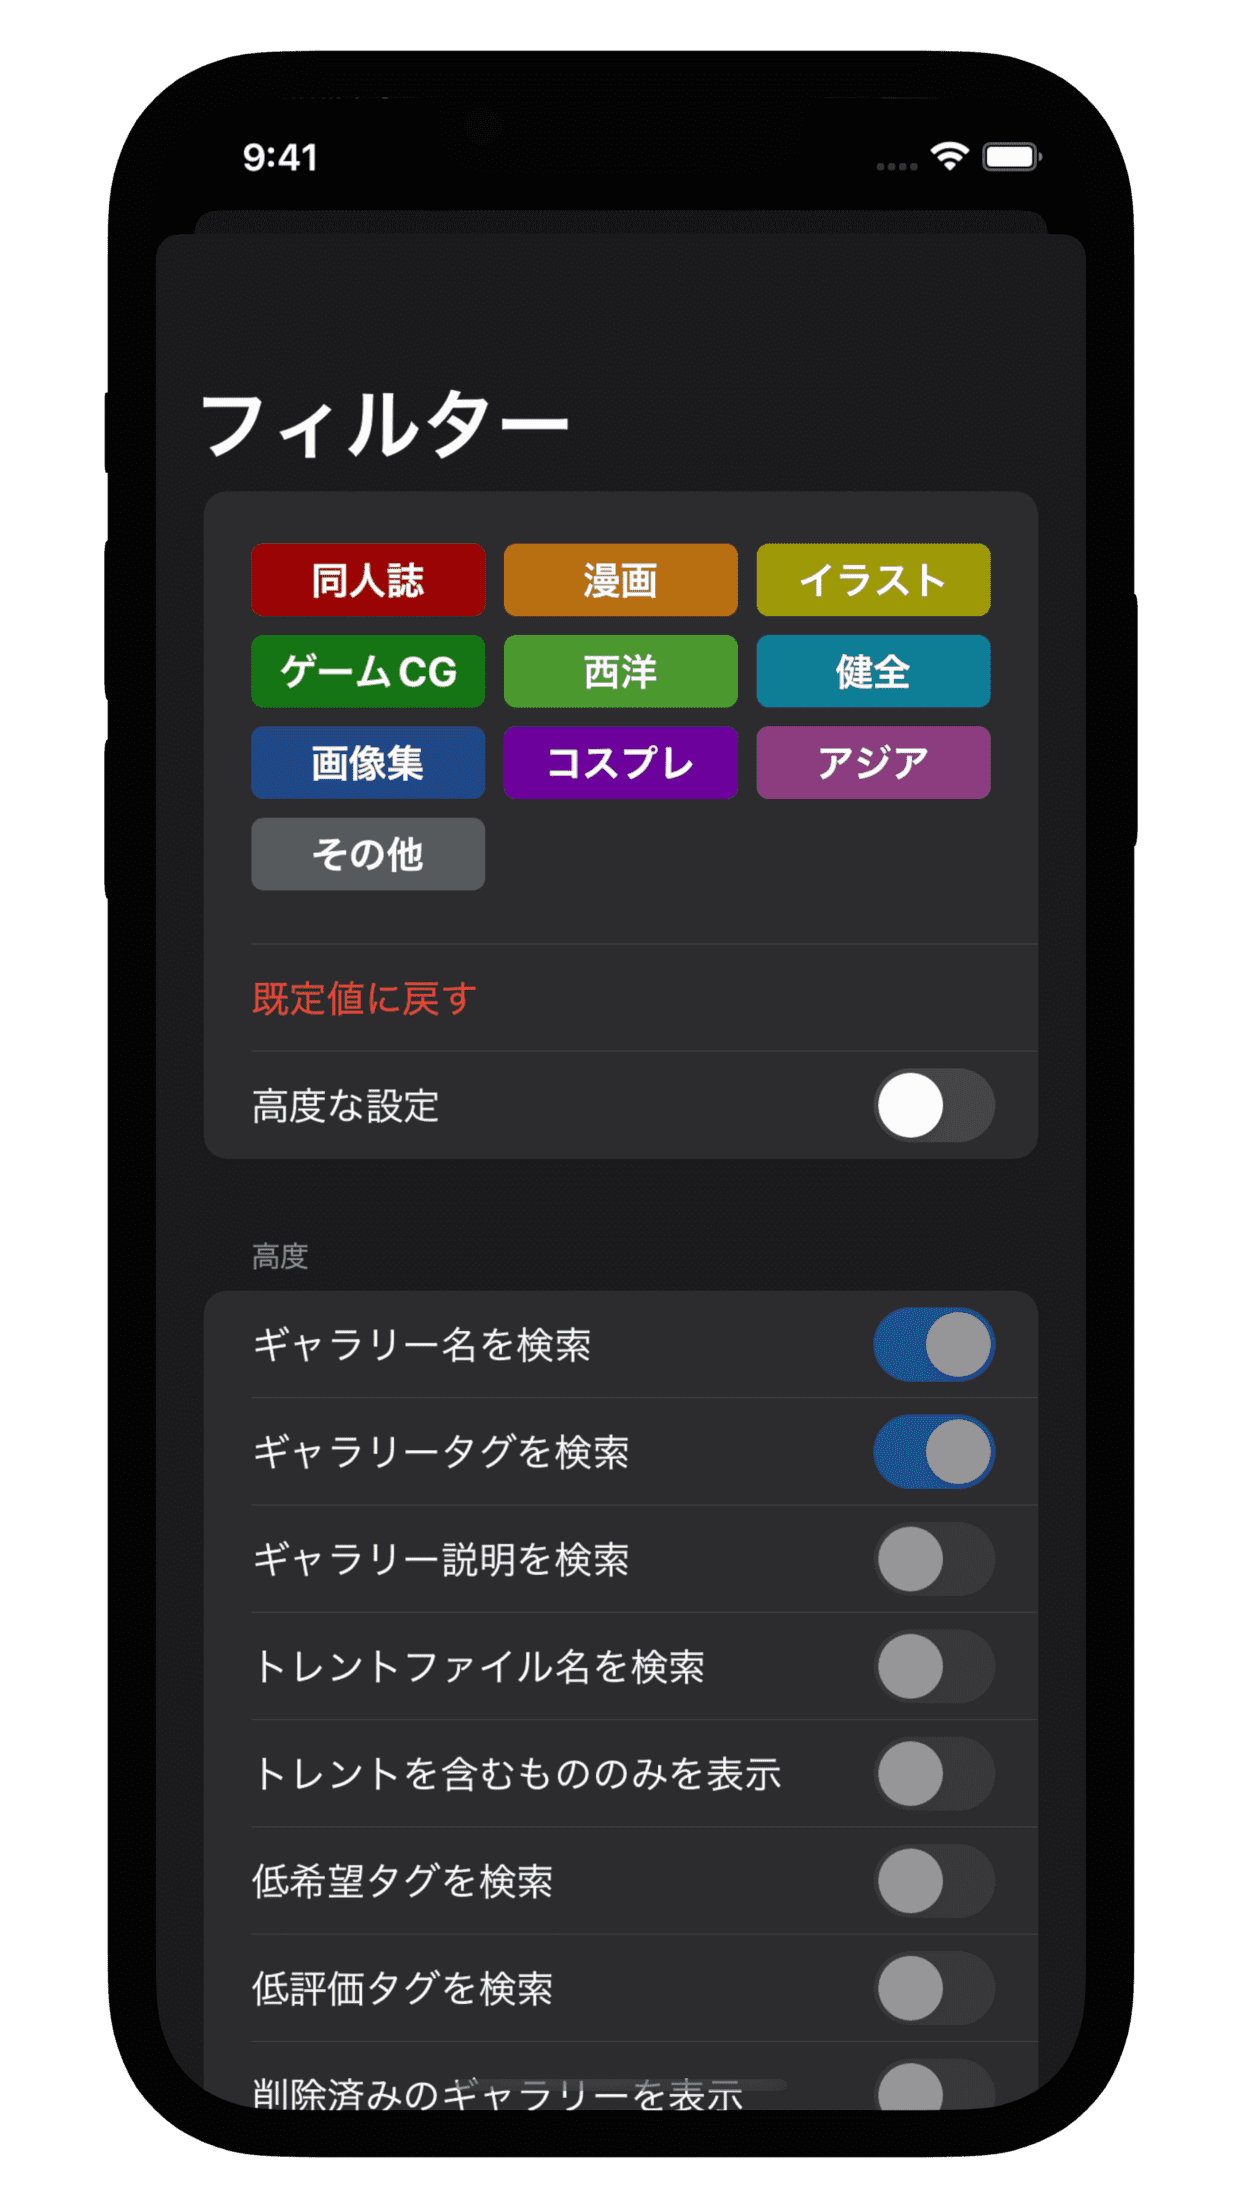 9:41
フィルター
同人誌 漫画 イラスト
ゲームCG 西洋 健全
画像集 コスプレ アジア
その他
既定値に戻す
高度な設定
高度
ギャラリー名を検索
ギャラリータグを検索
ギャラリー説明を検索
トレントファイル名を検索
トレントを含むもののみを表示
低希望タグを検索
低評価タグを検索
削除済みのギャラリーを表示